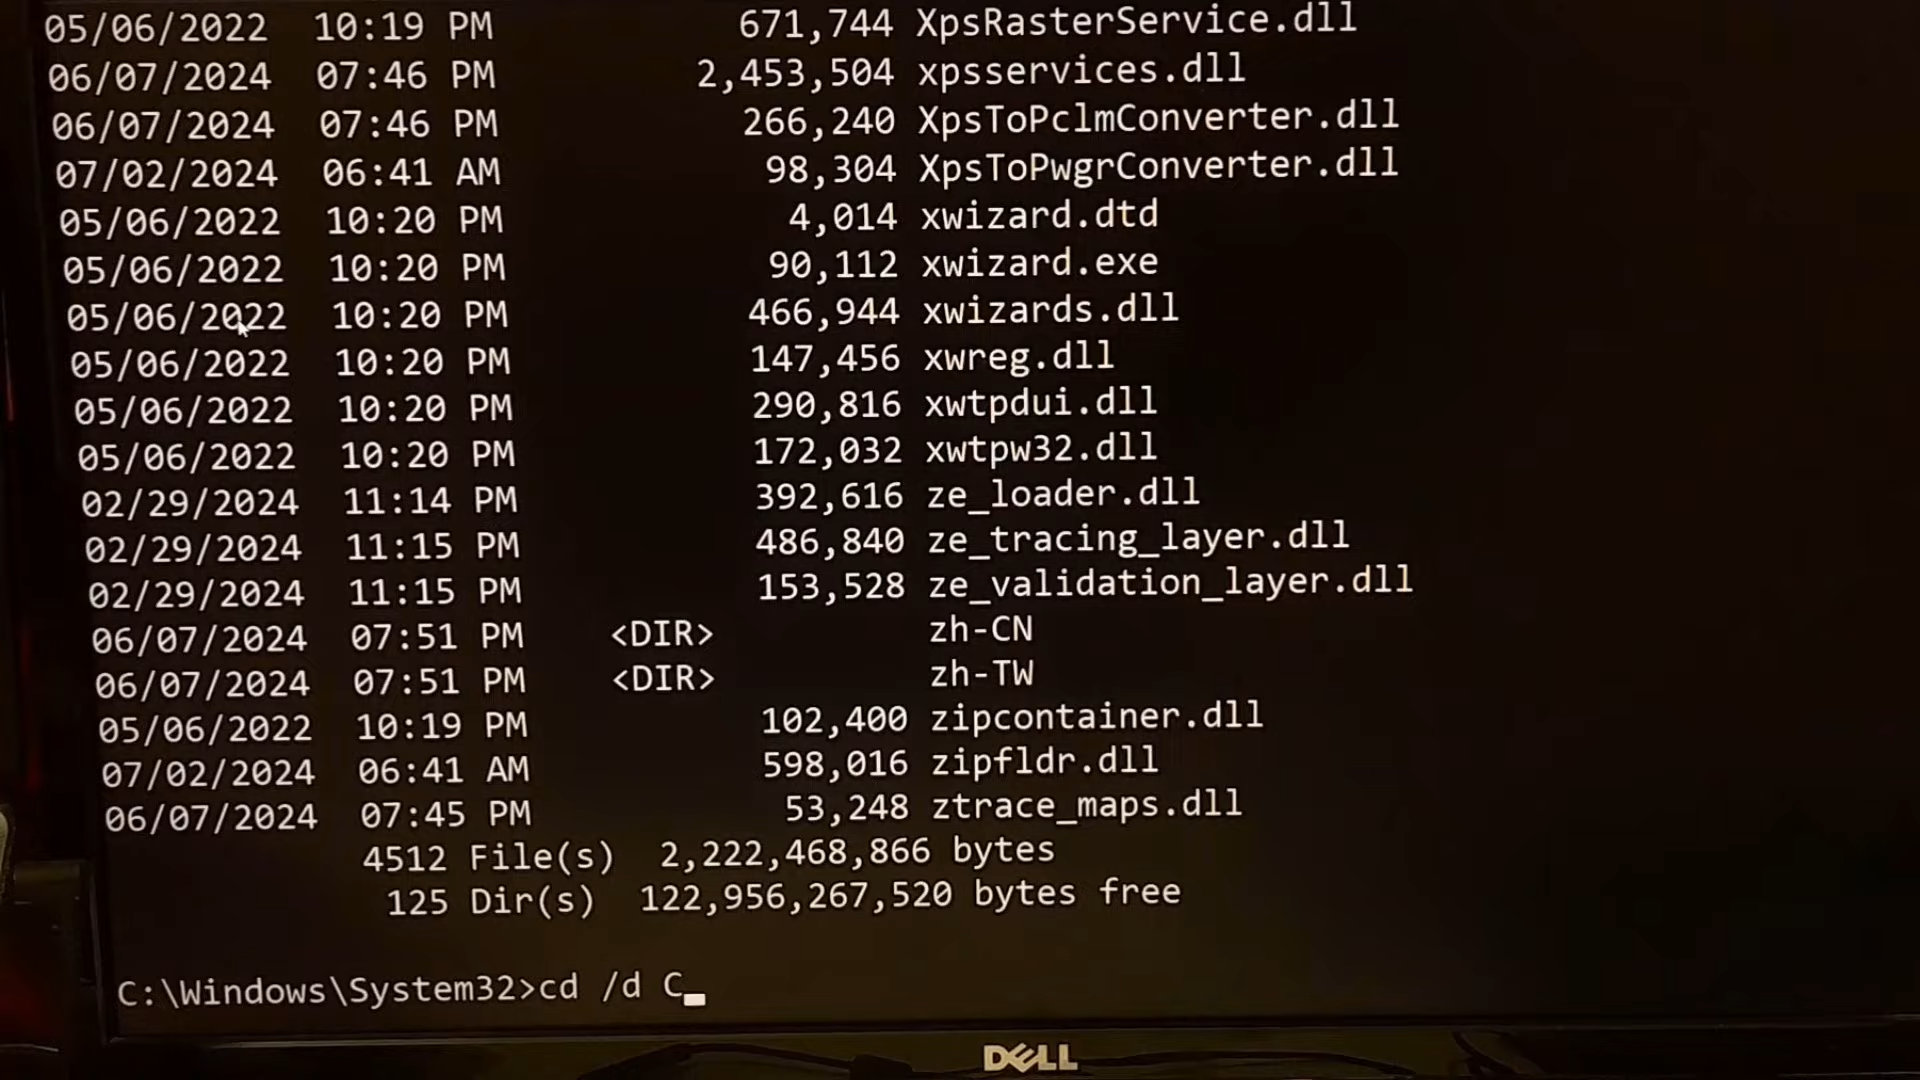 05/06/2022 10:19 PM 671,744 XpsRasterService.dll
06/07/2024 07:46 PM 2,453,504 xpsservices.dll
06/07/2024 07:46 PM 266,240 XpsToPclmConverter.dll
07/02/2024 06:41 AM 98,304 XpsToPwgrConverter.dll
05/06/2022 10:20 PM 4,014 xwizard.dtd
05/06/2022 10:20 PM 90,112 xwizard.exe
05/06/2022 10:20 PM 466,944 xwizards.dll
05/06/2022 10:20 PM 147,456 xwreg.dll
05/06/2022 10:20 PM 290,816 xwtpdui.dll
05/06/2022 10:20 PM 172,032 xwtpw32.dll
02/29/2024 11:14 PM 392,616 ze_loader.dll
02/29/2024 11:15 PM 486,840 ze_tracing_layer.dll
02/29/2024 11:15 PM 153,528 ze_validation_layer.dll
06/07/2024 07:51 PM <DIR> zh-CN
06/07/2024 07:51 PM <DIR> zh-TW
05/06/2022 10:19 PM 102,400 zipcontainer.dll
07/02/2024 06:41 AM 598,016 zipfldr.dll
06/07/2024 07:45 PM 53,248 ztrace_maps.dll
4512 File(s) 2,222,468,866 bytes
125 Dir(s) 122,956,267,520 bytes free
C:\Windows\System32>cd /d C_
DELL